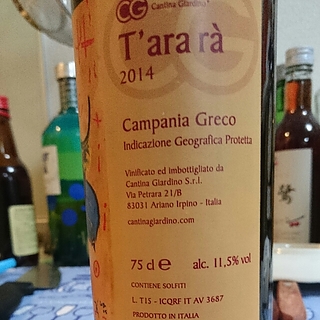 CG
Cantina Giardino
T'ara rà
2014
Campania Greco
Indicazione Geografica Protetta
Vinificato ed imbottigliato da
Cantina Giardino S.r.l.
Via Petrara 21/B
83031 Ariano Irpino - Italia
cantinagiardino.com
75 cl e alc. 11,5% vol
CONTIENE SOLFITI
L. T15 - ICQRF IT AV 3687
PRODOTTO IN ITALIA